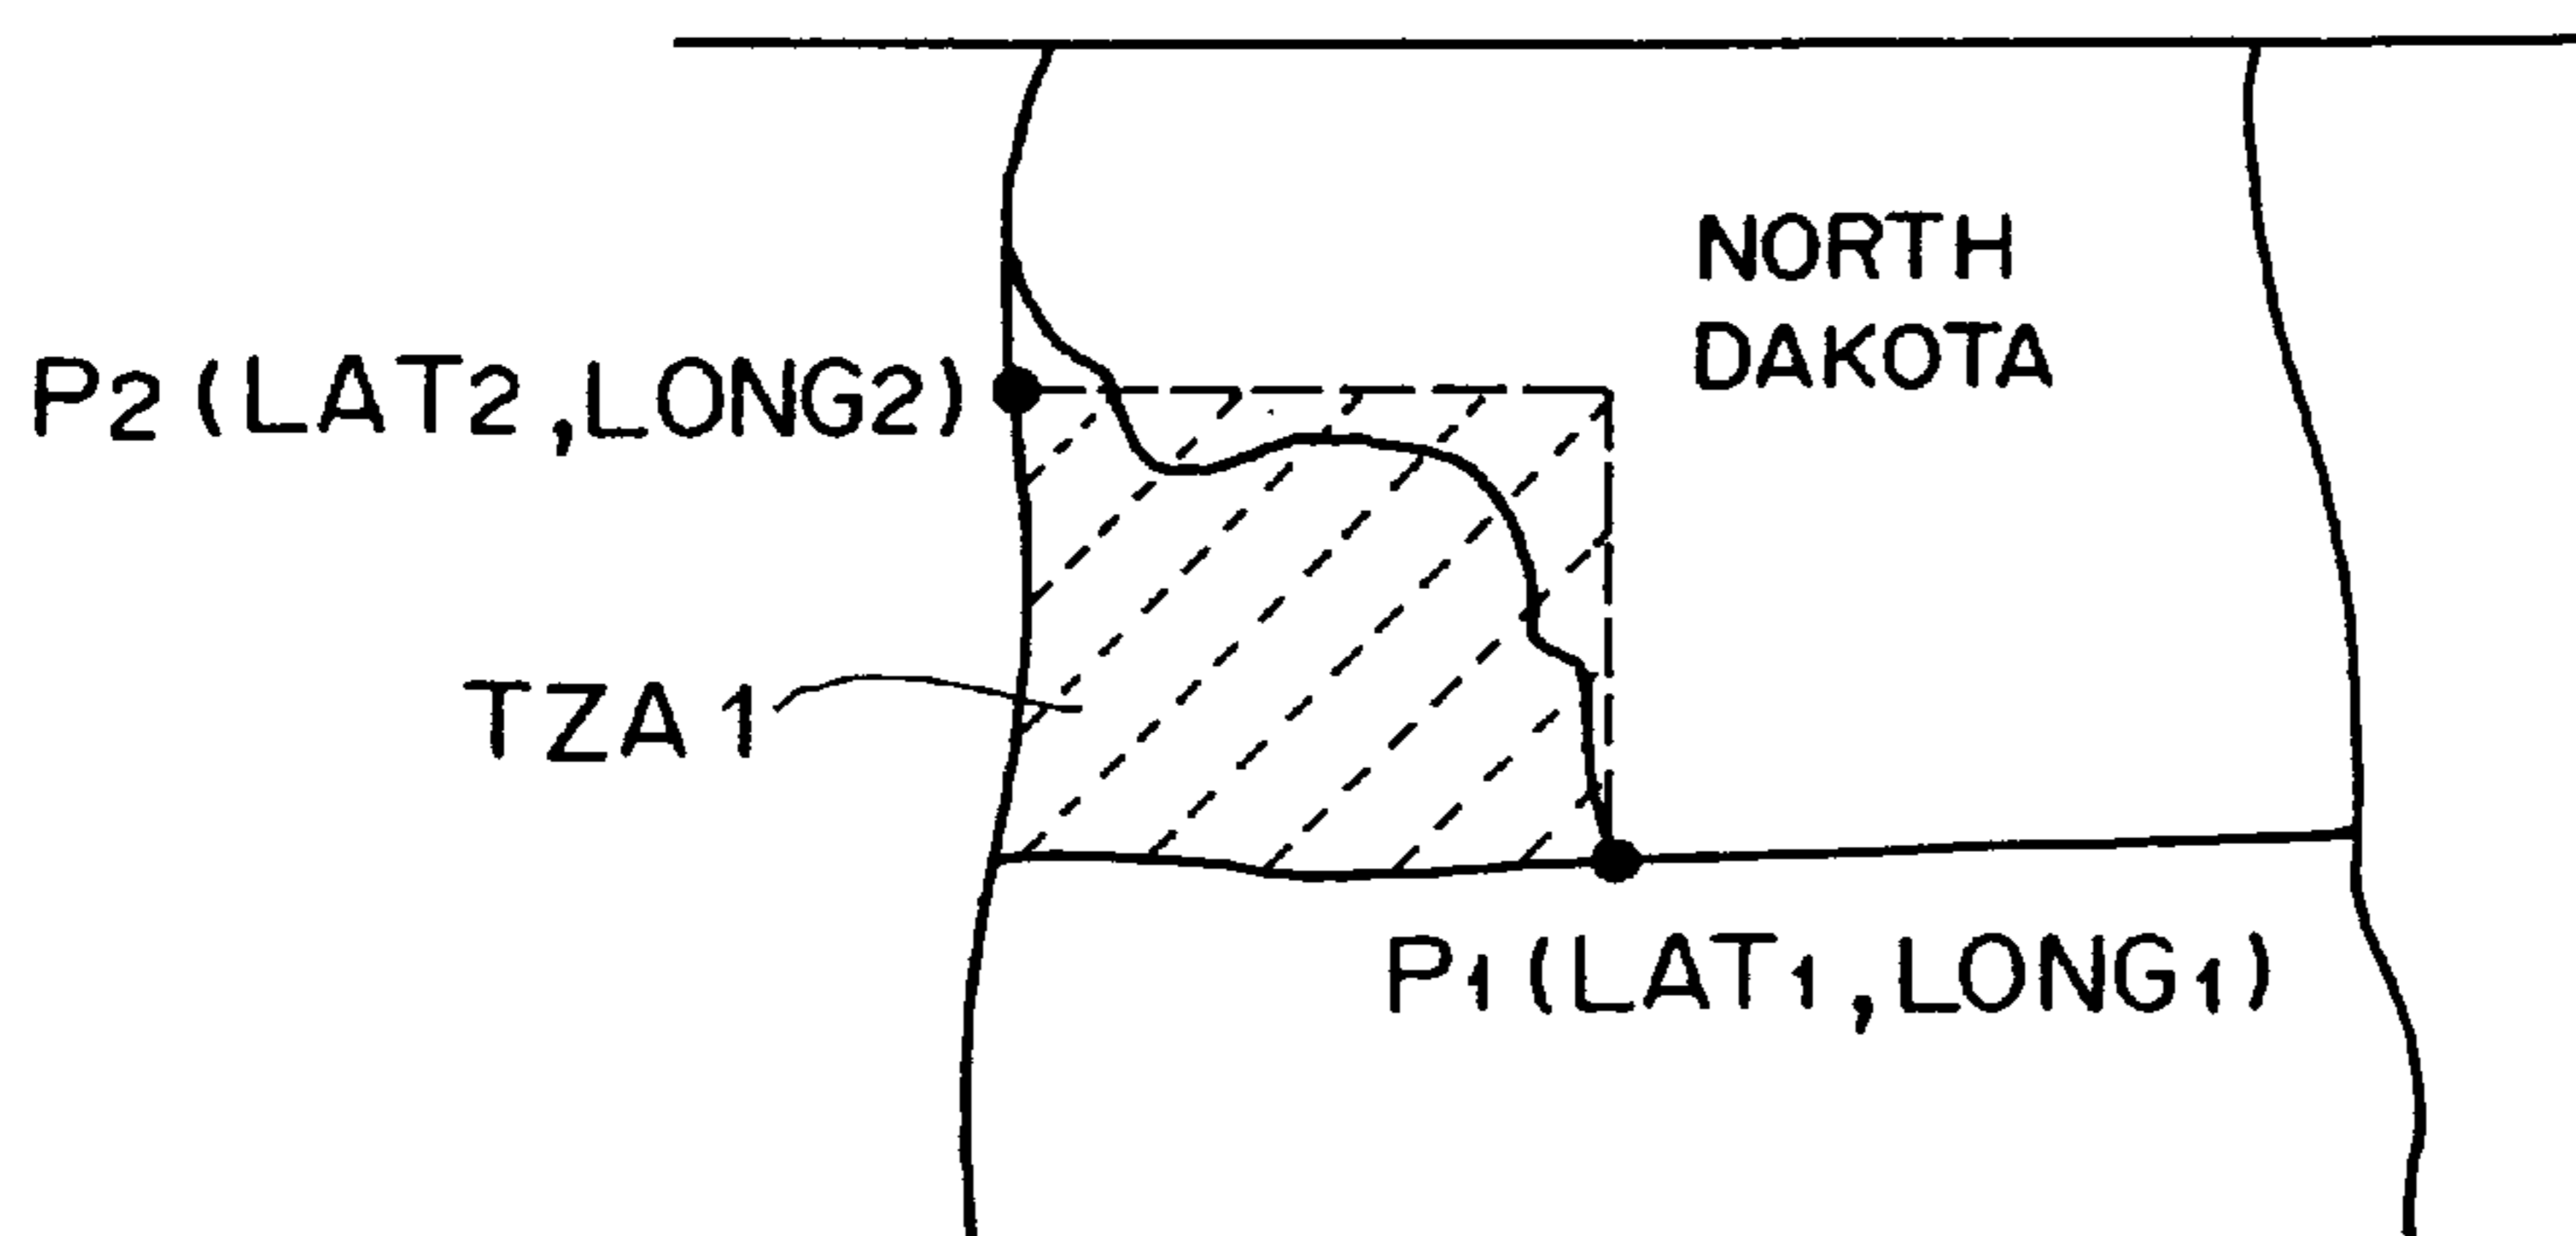 NORTH
DAKOTA
P2 (LAT2 ,LONG2)
TZA 1
P1 (LAT1 ,LONG1)